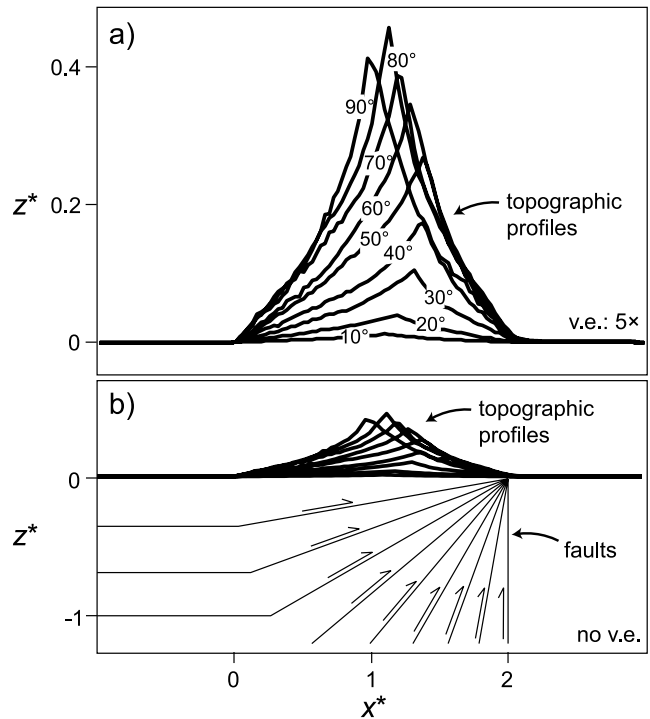 a)
0.4
80°
90°
70°
z*
0.2
60°
topographic
profiles
50°
40°
30°
20°
v.e.: 5×
10°
0
b)
topographic
profiles
0
z*
faults
-1
no v.e.
0
1
2
x*